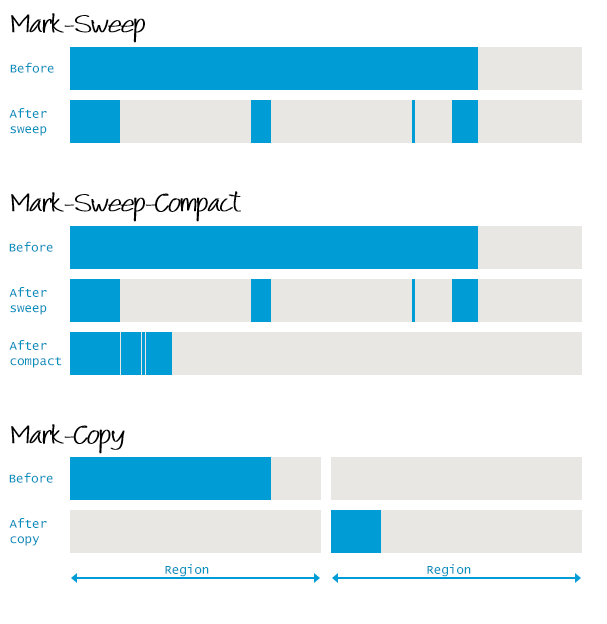 Mark-Sweep
Before
After
sweep
Mark-Sweep-Compact
Before
After
sweep
After
compact
Mark-Copy
Before
After
copy
Region
Region